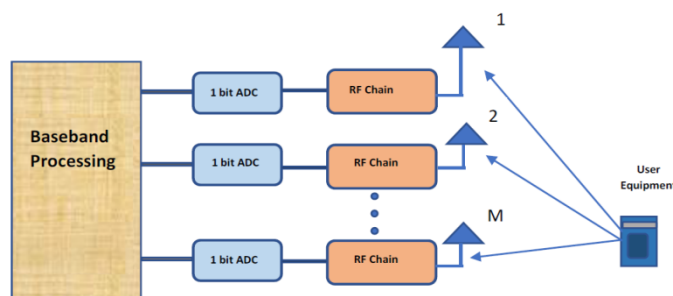 1
1 bit ADC
RF Chain
Baseband
Processing
2
1 bit ADC
RF Chain
User
Equipment
M
1 bit ADC
RF Chain